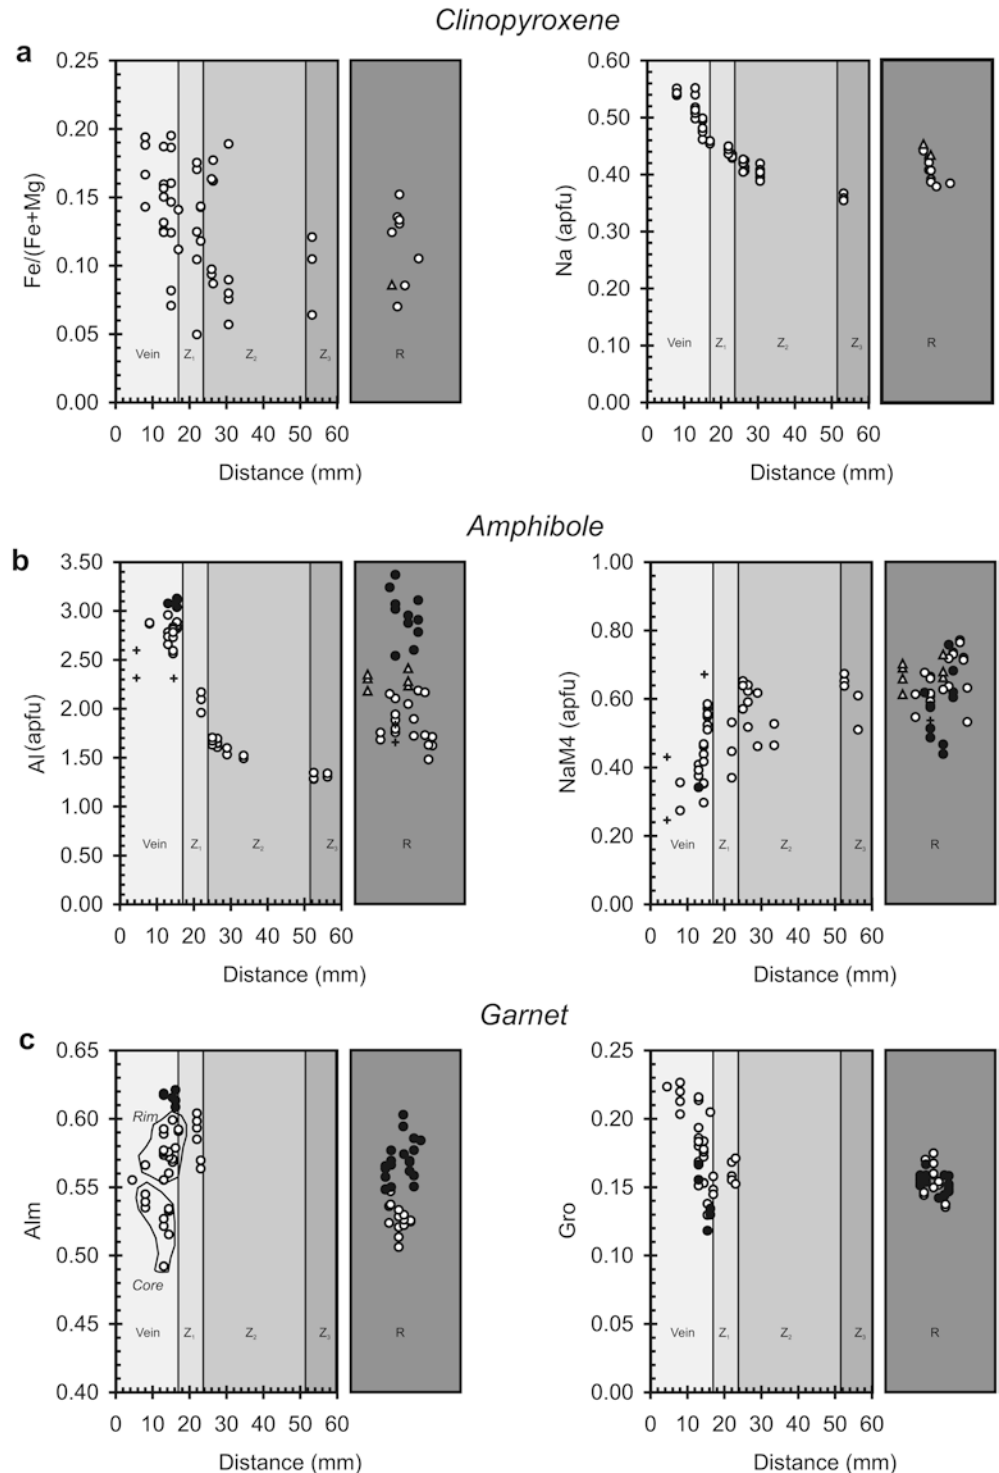 Clinopyroxene
a
0.25
0.20
0.15
0.10
0.05
0.00
Fe/(Fe+Mg)
Vein Z₁ Z₂ Z₃ R
0 10 20 30 40 50 60
Distance (mm)
0.60
0.50
0.40
0.30
0.20
0.10
0.00
Na (apfu)
Vein Z₁ Z₂ Z₃ R
0 10 20 30 40 50 60
Distance (mm)
Amphibole
b
3.50
3.00
2.50
2.00
1.50
1.00
0.50
0.00
Al(apfu)
Vein Z₁ Z₂ Z₃ R
0 10 20 30 40 50 60
Distance (mm)
1.00
0.80
0.60
0.40
0.20
0.00
NaM4 (apfu)
Vein Z₁ Z₂ Z₃ R
0 10 20 30 40 50 60
Distance (mm)
Garnet
c
0.65
0.60
0.55
0.50
0.45
0.40
Alm
Rim
Core
Vein Z₁ Z₂ Z₃ R
0 10 20 30 40 50 60
Distance (mm)
0.25
0.20
0.15
0.10
0.05
0.00
Gro
Vein Z₁ Z₂ Z₃ R
0 10 20 30 40 50 60
Distance (mm)